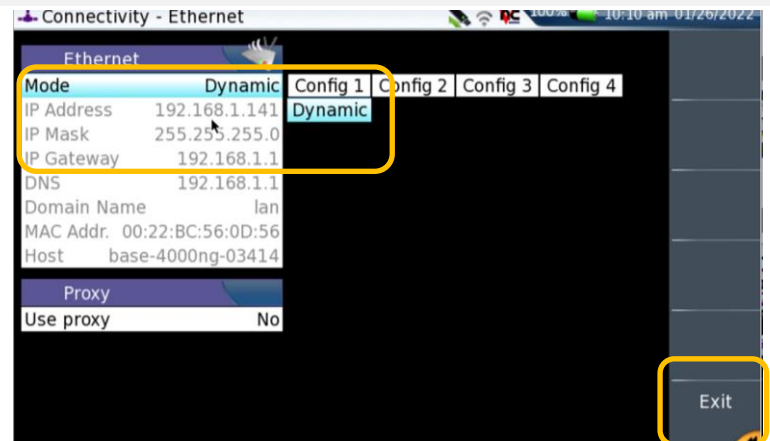 Connectivity - Ethernet 100% 10:10 am 01/26/2022
Ethernet
Mode Dynamic Config 1 Config 2 Config 3 Config 4
IP Address 192.168.1.141 Dynamic
IP Mask 255.255.255.0
IP Gateway 192.168.1.1
DNS 192.168.1.1
Domain Name lan
MAC Addr. 00:22:BC:56:0D:56
Host base-4000ng-03414
Proxy
Use proxy No
Exit